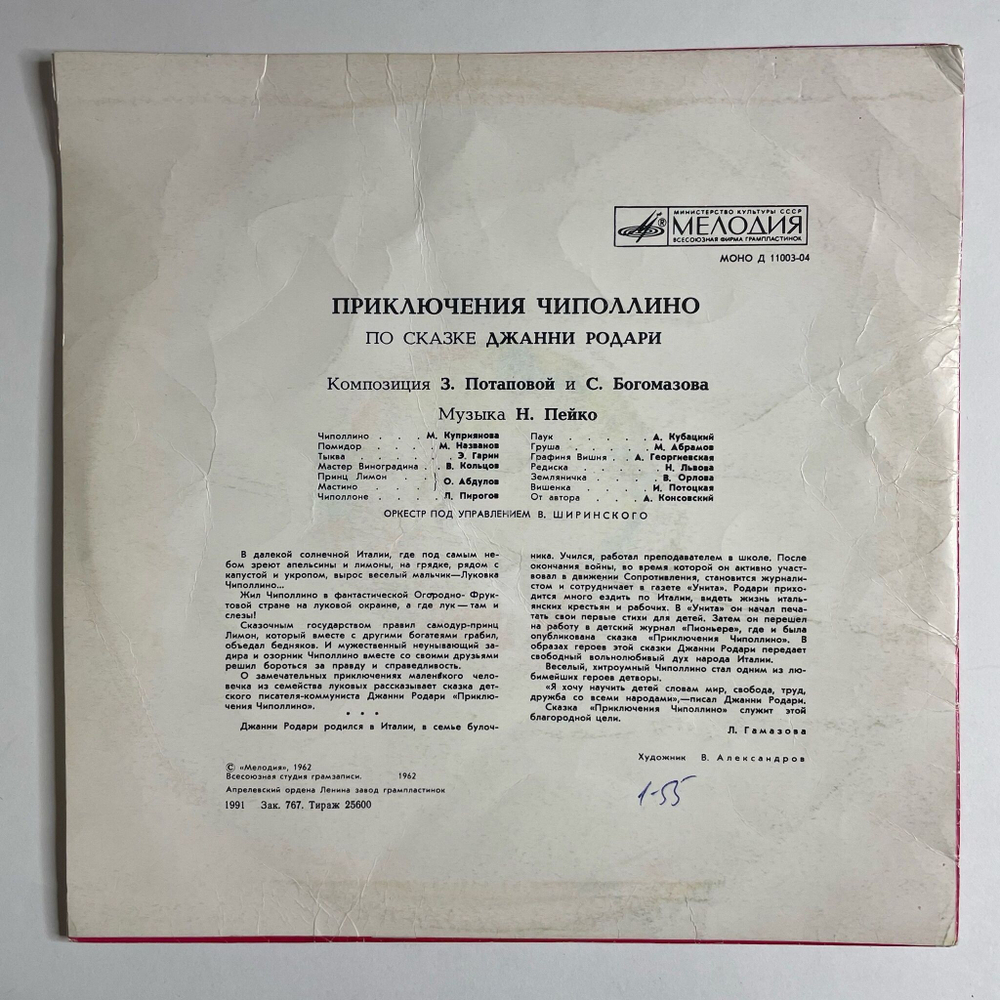 МИНИСТЕРСТВО КУЛЬТУРЫ СССР
МЕЛОДИЯ
ВСЕСОЮЗНАЯ ФИРМА ГРАМПЛАСТИНОК
МОНО Д 11003-04
ПРИКЛЮЧЕНИЯ ЧИПОЛЛИНО
ПО СКАЗКЕ ДЖАННИ РОДАРИ
Композиция З. Потаповой и С. Богомазова
Музыка Н. Пейко
Чиполлино . . . М. Куприянова
Помидор . . . . М. Названов
Тыква . . . . . Э. Гарин
Мастер Виноградина . . В. Кольцов
Принц Лимон . . .
Мастино . . . . О. Абдулов
Чиполлоне . . . . Л. Пирогов
Паук . . . . . А. Кубацкий
Груша . . . . . М. Абрамов
Графиня Вишня . . А. Георгиевская
Редиска . . . . Н. Львова
Земляничка . . . В. Орлова
Вишенка . . . . И. Потоцкая
От автора . . . . А. Консовский
ОРКЕСТР ПОД УПРАВЛЕНИЕМ В. ШИРИНСКОГО
В далекой солнечной Италии, где под самым не-
бом зреют апельсины и лимоны, на грядке, рядом с
капустой и укропом, вырос веселый мальчик—Луковка
Чиполлино...
Жил Чиполлино в фантастической Огородно- Фрук-
товой стране на луковой окраине, а где лук — там и
слезы!
Сказочным государством правил самодур-принц
Лимон, который вместе с другими богатеями грабил,
объедал бедняков. И мужественный неунывающий за-
дира и озорник Чиполлино вместе со своими друзьями
решил бороться за правду и справедливость.
О замечательных приключениях маленького чело-
вечка из семейства луковых рассказывает сказка дет-
ского писателя-коммуниста Джанни Родари «Приклю-
чения Чиполлино».
* * *
Джанни Родари родился в Италии, в семье булоч-
ника. Учился, работал преподавателем в школе. После
окончания войны, во время которой он активно участ-
вовал в движении Сопротивления, становится журнали-
стом и сотрудничает в газете «Унита». Родари прихо-
дится много ездить по Италии, видеть жизнь италь-
янских крестьян и рабочих. В «Унита» он начал печа-
тать свои первые стихи для детей. Затем он перешел
на работу в детский журнал «Пионьере», где и была
опубликована сказка «Приключения Чиполлино». В
образах героев этой сказки Джанни Родари передает
свободный вольнолюбивый дух народа Италии.
Веселый, хитроумный Чиполлино стал одним из лю-
бимейших героев детворы.
«Я хочу научить детей словам мир, свобода, труд,
дружба со всеми народами»,—писал Джанни Родари.
Сказка «Приключения Чиполлино» служит этой
благородной цели.
Л. Гамазова
Художник В. Александров
© «Мелодия», 1962
Всесоюзная студия грамзаписи. 1962
Апрелевский ордена Ленина завод грампластинок
1991 Зак. 767. Тираж 25600
1-55